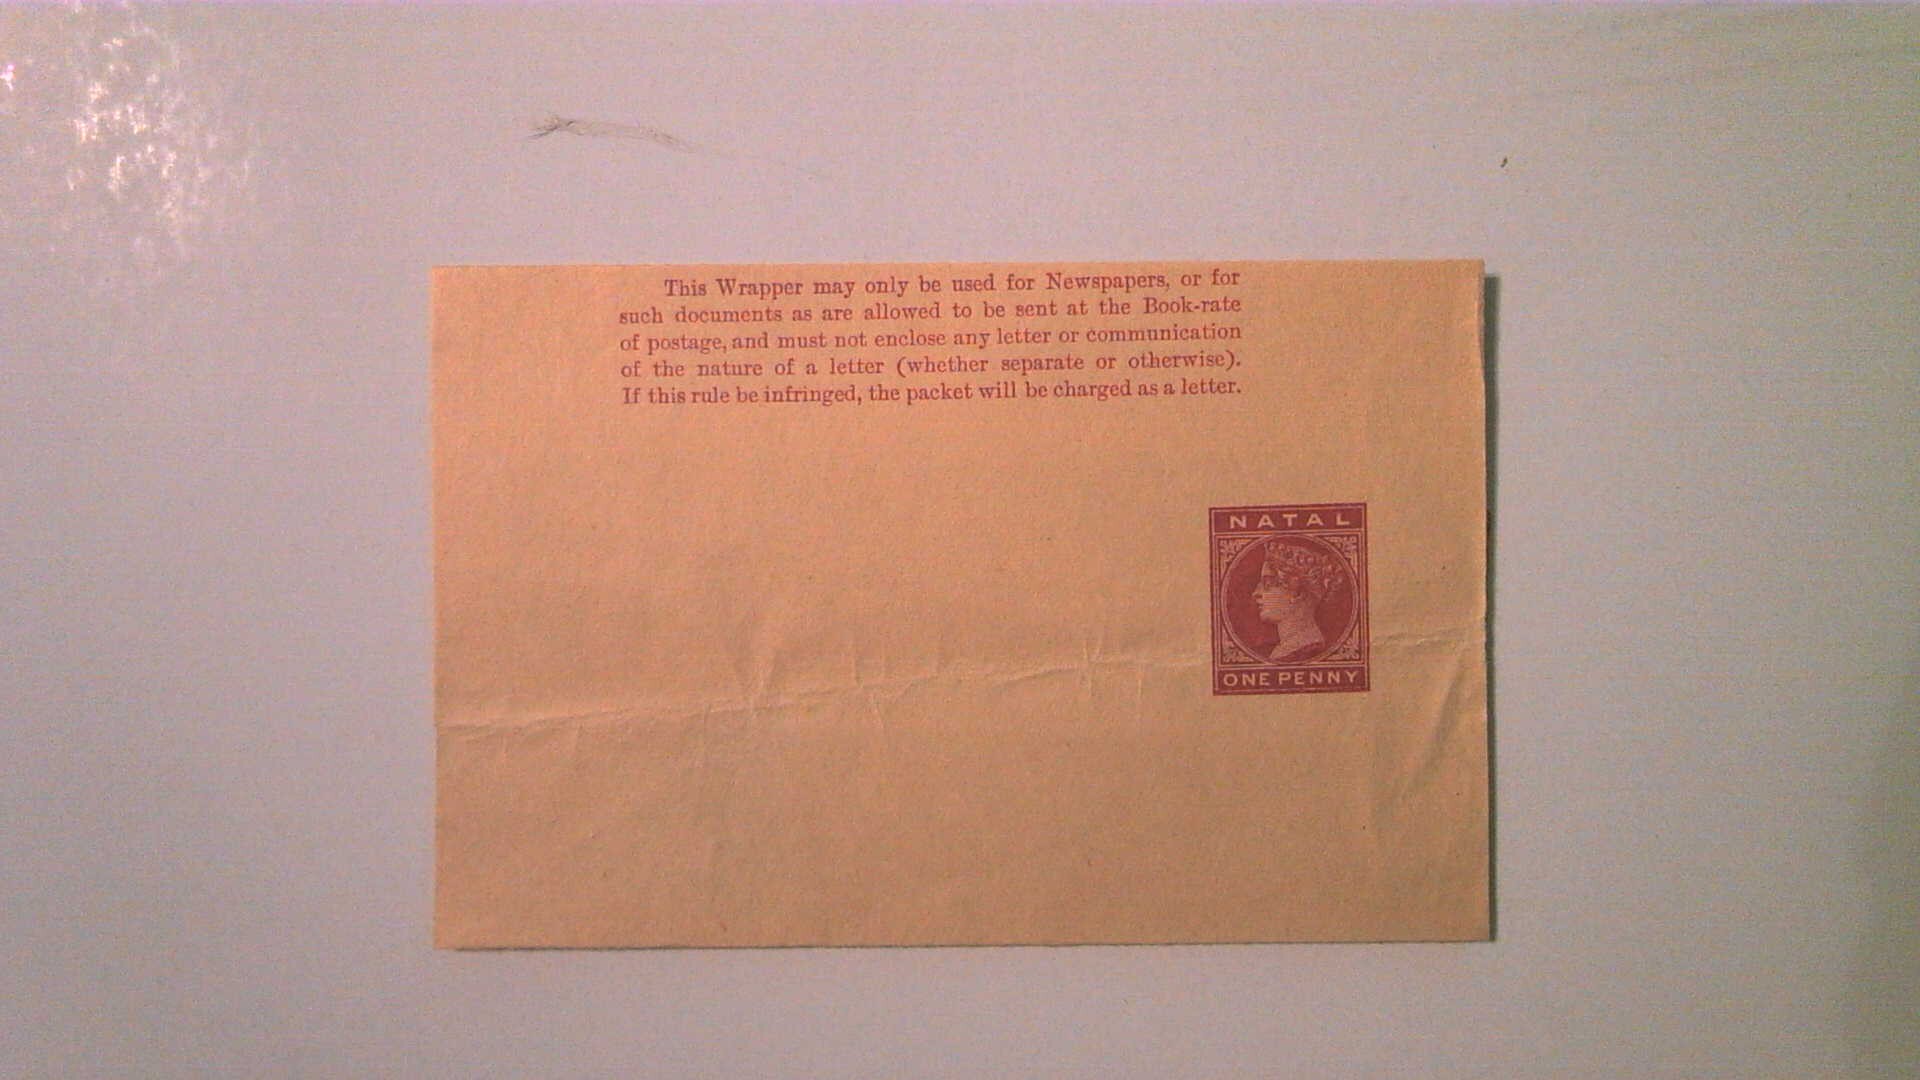 This Wrapper may only be used for Newspapers, or for
such documents as are allowed to be sent at the Book-rate
of postage, and must not enclose any letter or communication
of the nature of a letter (whether separate or otherwise).
If this rule be infringed, the packet will be charged as a letter.
NATAL
ONE PENNY